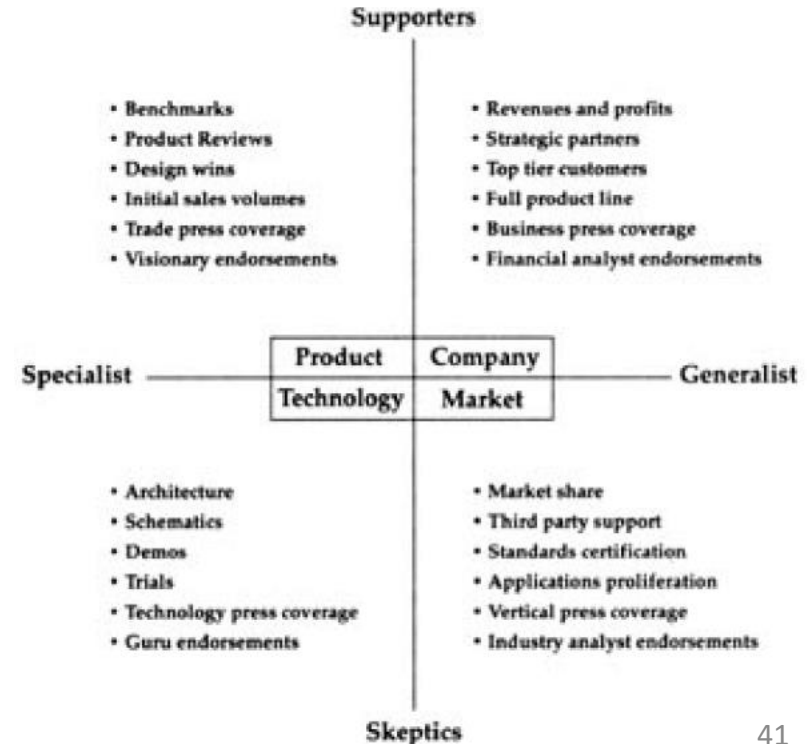 Supporters
• Benchmarks
• Product Reviews
• Design wins
• Initial sales volumes
• Trade press coverage
• Visionary endorsements
• Revenues and profits
• Strategic partners
• Top tier customers
• Full product line
• Business press coverage
• Financial analyst endorsements
Specialist
Product
Company
Technology
Market
Generalist
• Architecture
• Schematics
• Demos
• Trials
• Technology press coverage
• Guru endorsements
• Market share
• Third party support
• Standards certification
• Applications proliferation
• Vertical press coverage
• Industry analyst endorsements
Skeptics
41